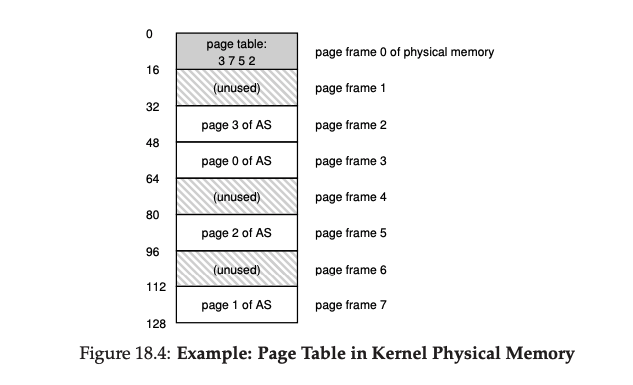 0
page table:
3 7 5 2
page frame 0 of physical memory
16
(unused)
page frame 1
32
page 3 of AS
page frame 2
48
page 0 of AS
page frame 3
64
(unused)
page frame 4
80
page 2 of AS
page frame 5
96
(unused)
page frame 6
112
page 1 of AS
page frame 7
128
Figure 18.4: Example: Page Table in Kernel Physical Memory